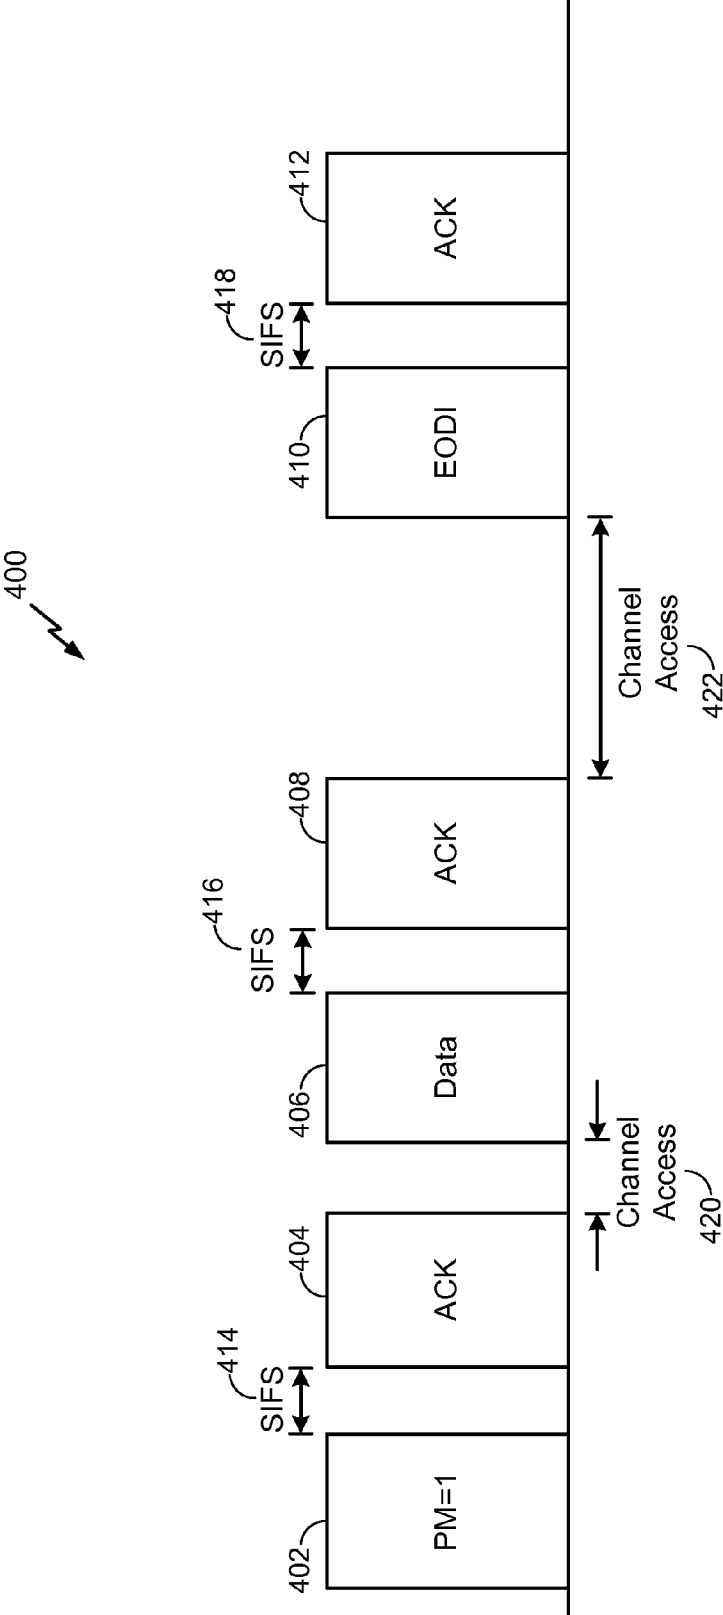 400
402
PM=1
414
SIFS
404
ACK
Channel
Access
420
406
Data
416
SIFS
408
ACK
Channel
Access
422
410
EODI
418
SIFS
412
ACK